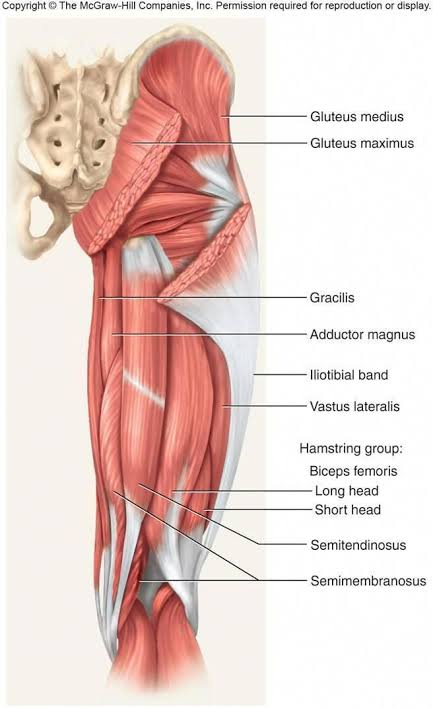 Copyright © The McGraw-Hill Companies, Inc. Permission required for reproduction or display.
Gluteus medius
Gluteus maximus
Gracilis
Adductor magnus
Iliotibial band
Vastus lateralis
Hamstring group:
Biceps femoris
Long head
Short head
Semitendinosus
Semimembranosus